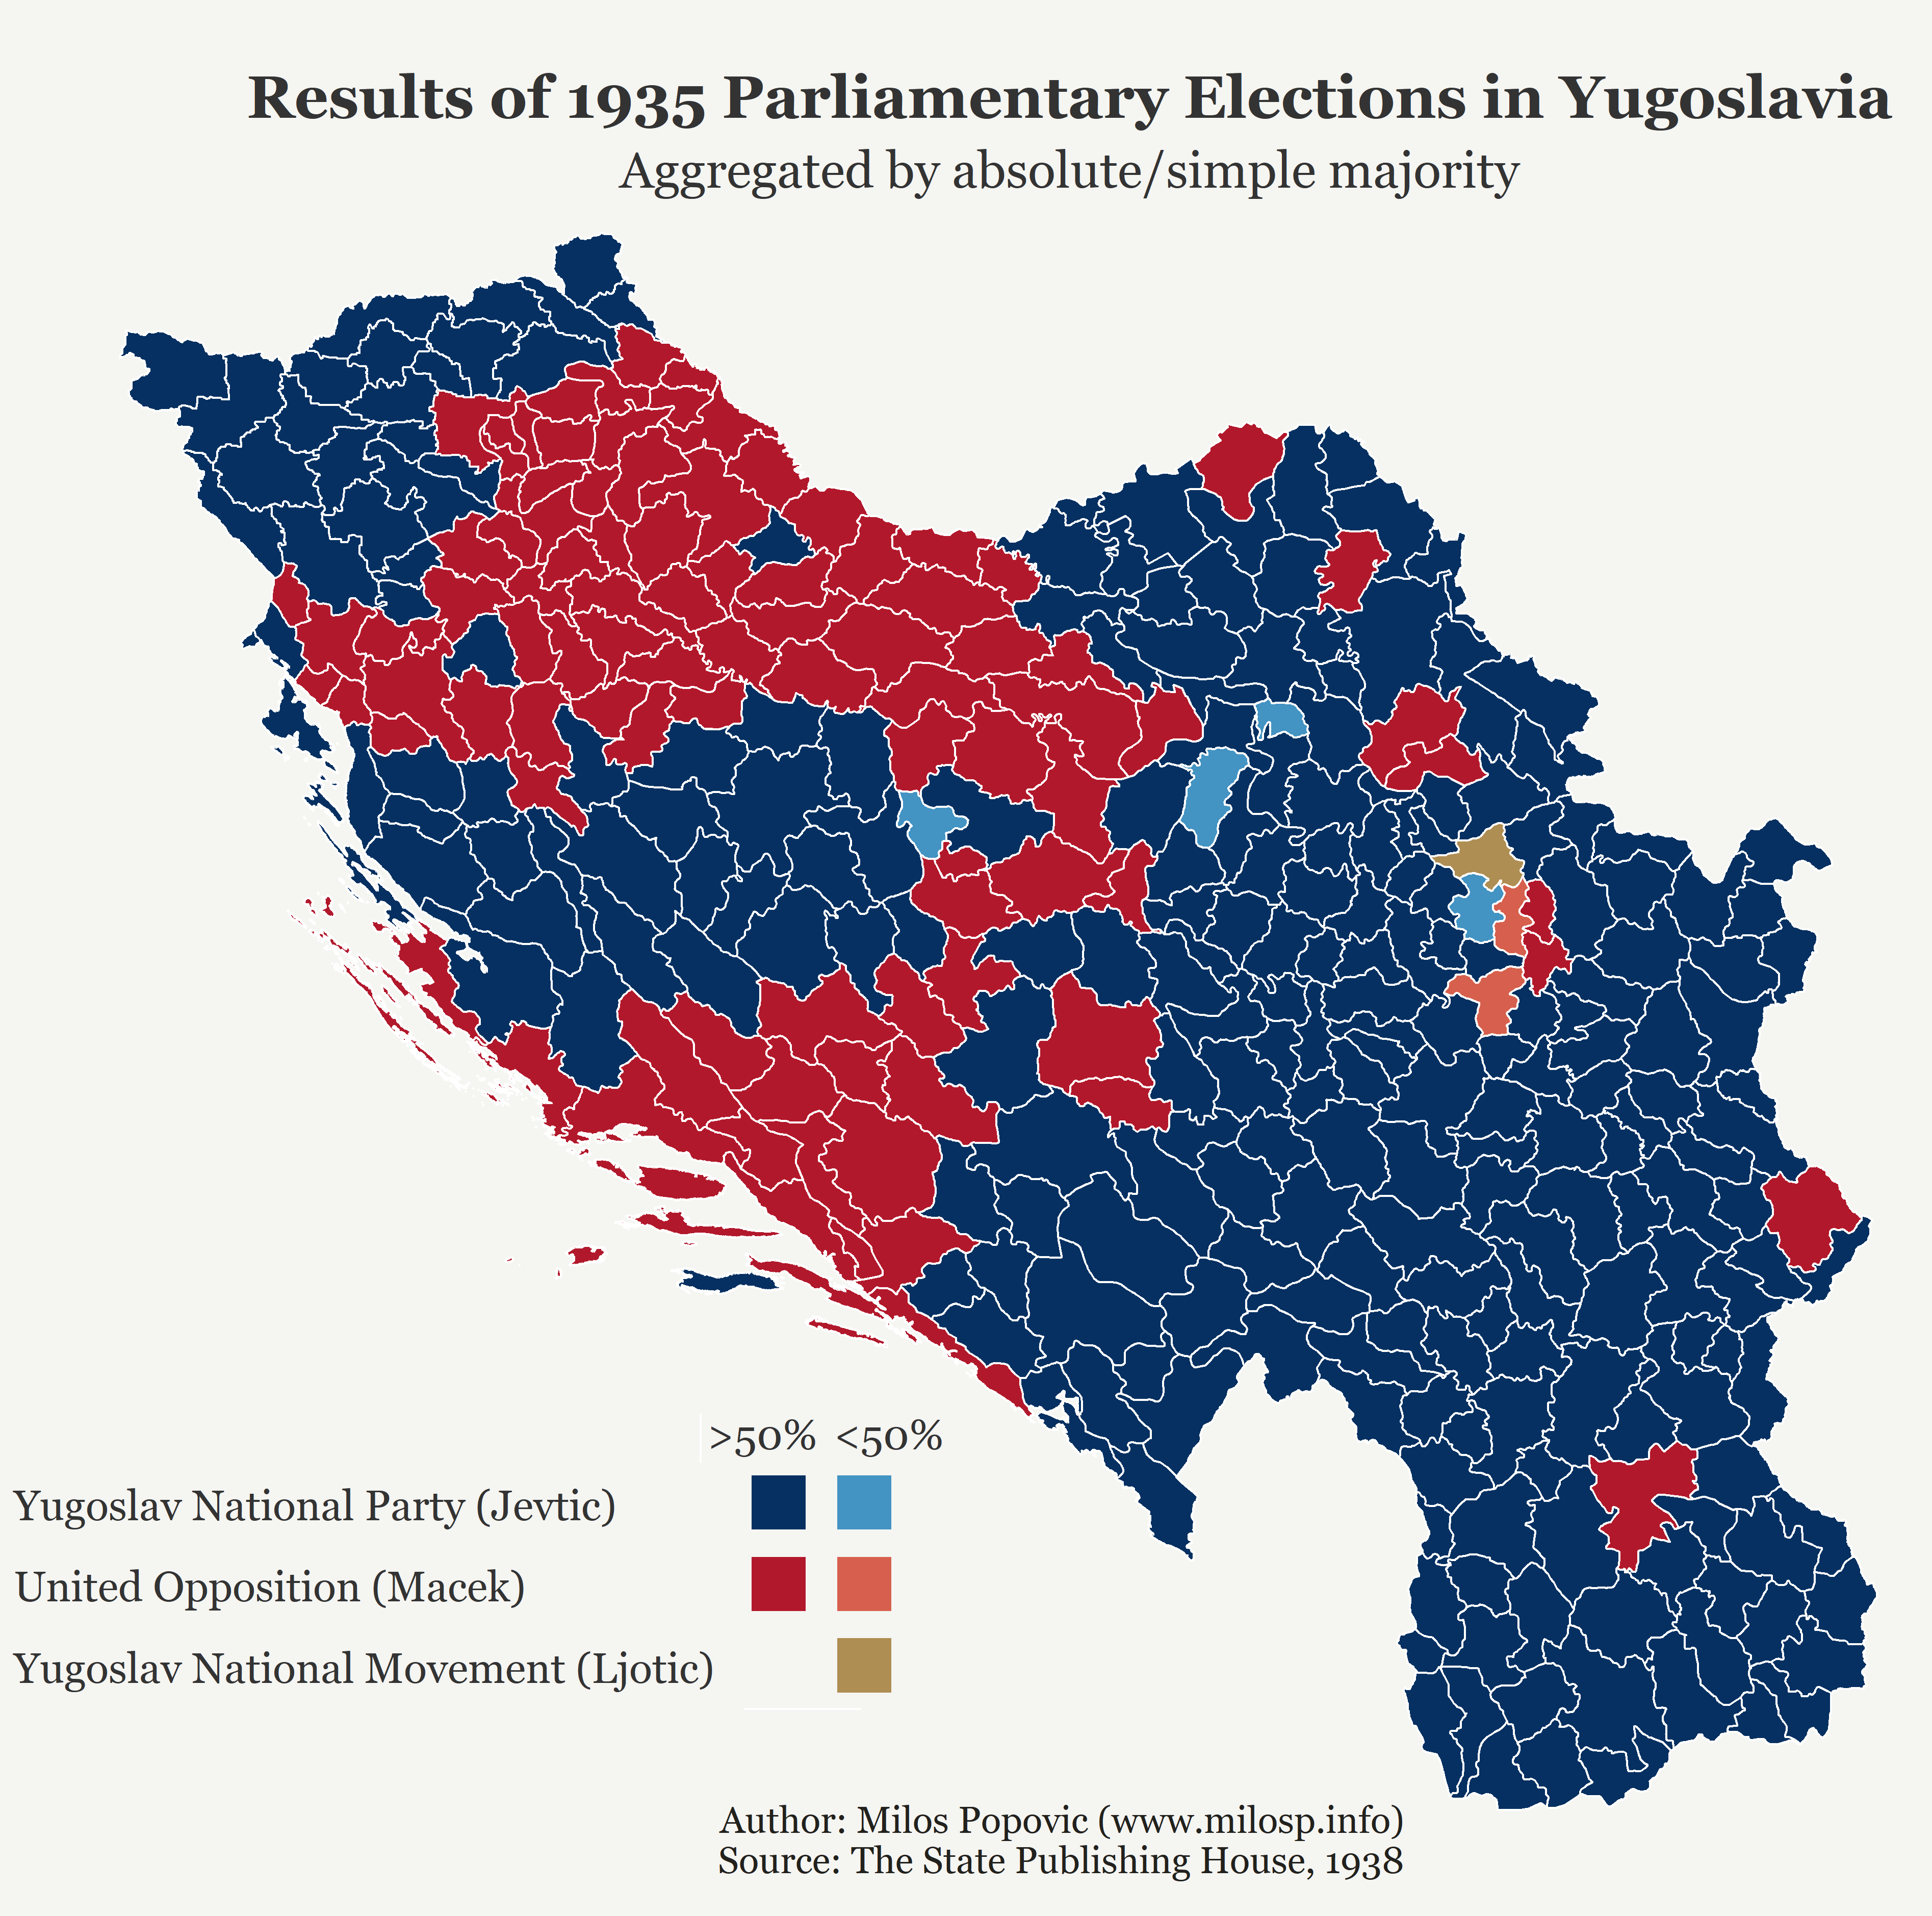 Results of 1935 Parliamentary Elections in Yugoslavia
Aggregated by absolute/simple majority
>50% <50%
Yugoslav National Party (Jevtic)
United Opposition (Macek)
Yugoslav National Movement (Ljotic)
Author: Milos Popovic (www.milosp.info)
Source: The State Publishing House, 1938